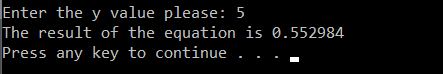 Enter the y value please: 5
The result of the equation is 0.552984
Press any key to continue . . .